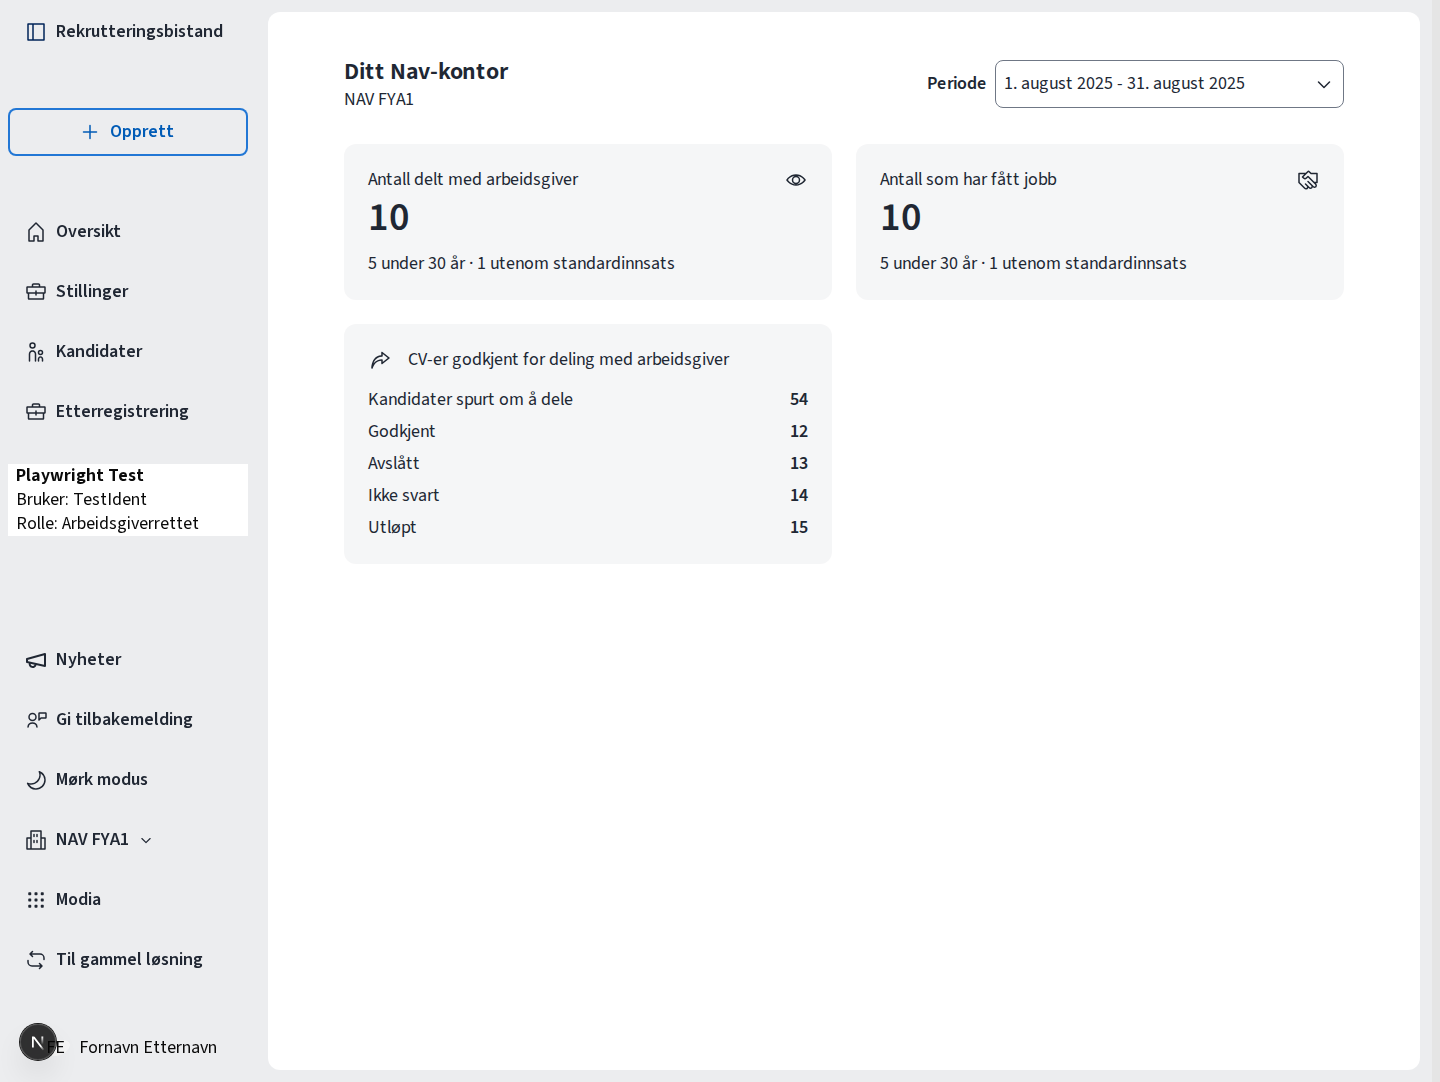 Rekrutteringsbistand
Opprett
Oversikt
Stillinger
Kandidater
Etterregistrering
Playwright Test
Bruker: TestIdent
Rolle: Arbeidsgiverrettet
Nyheter
Gi tilbakemelding
Mørk modus
NAV FYA1
Modia
Til gammel løsning
N
FE Fornavn Etternavn
Ditt Nav-kontor
NAV FYA1
Periode 1. august 2025 - 31. august 2025
Antall delt med arbeidsgiver
10
5 under 30 år · 1 utenom standardinnsats
Antall som har fått jobb
10
5 under 30 år · 1 utenom standardinnsats
CV-er godkjent for deling med arbeidsgiver
Kandidater spurt om å dele 54
Godkjent 12
Avslått 13
Ikke svart 14
Utløpt 15